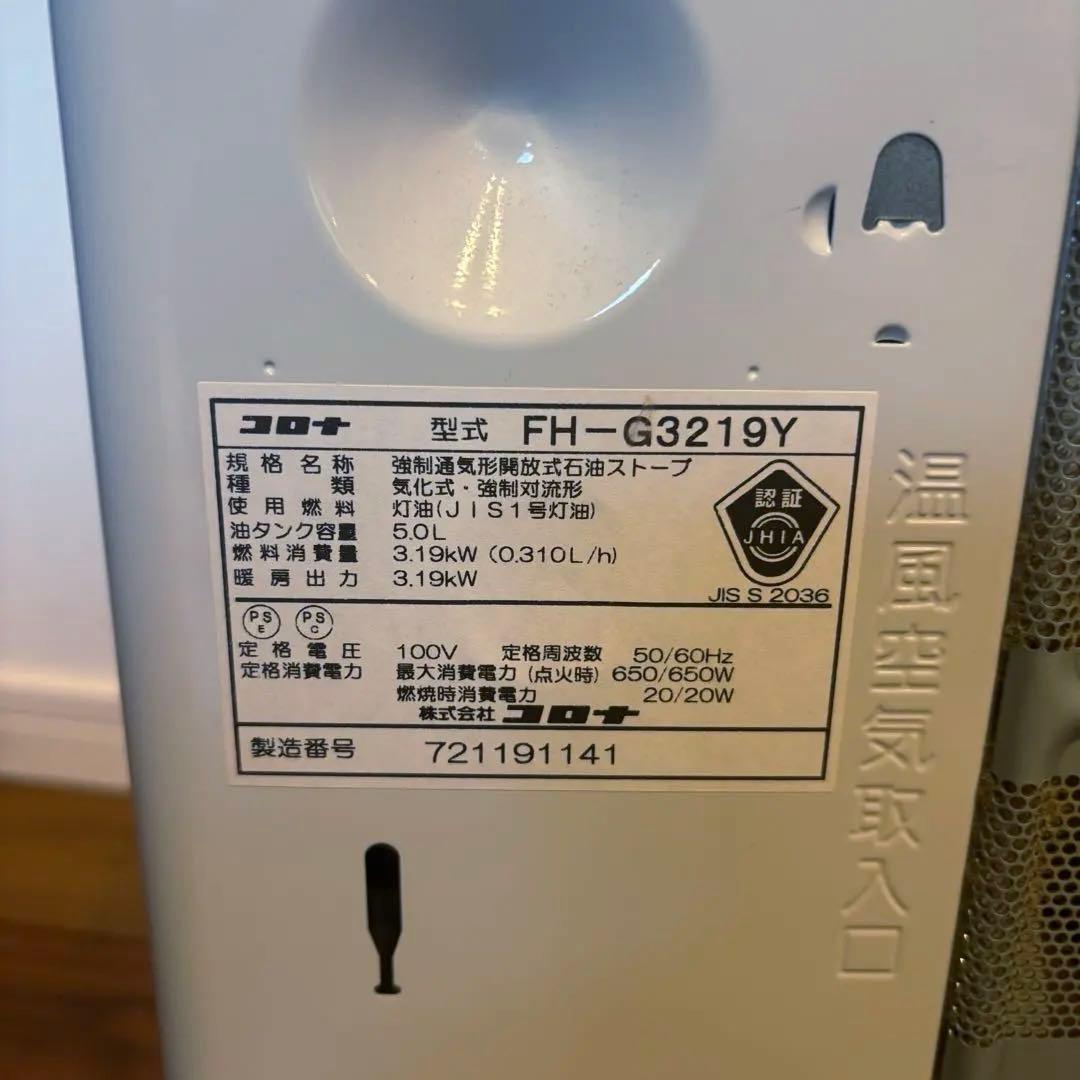 コロナ 型式 FH-G3219Y
規格名称 強制通気形開放式石油ストーブ
種類 気化式・強制対流形
使用燃料 灯油(JIS1号灯油)
油タンク容量 5.0L
燃料消費量 3.19kW (0.310L/h)
暖房出力 3.19kW
認証
JHIA
JIS S 2036
PS E PS C
定格電圧 100V 定格周波数 50/60Hz
定格消費電力 最大消費電力(点火時) 650/650W
燃焼時消費電力 20/20W
株式会社 コロナ
製造番号 721191141
温風空気取入口